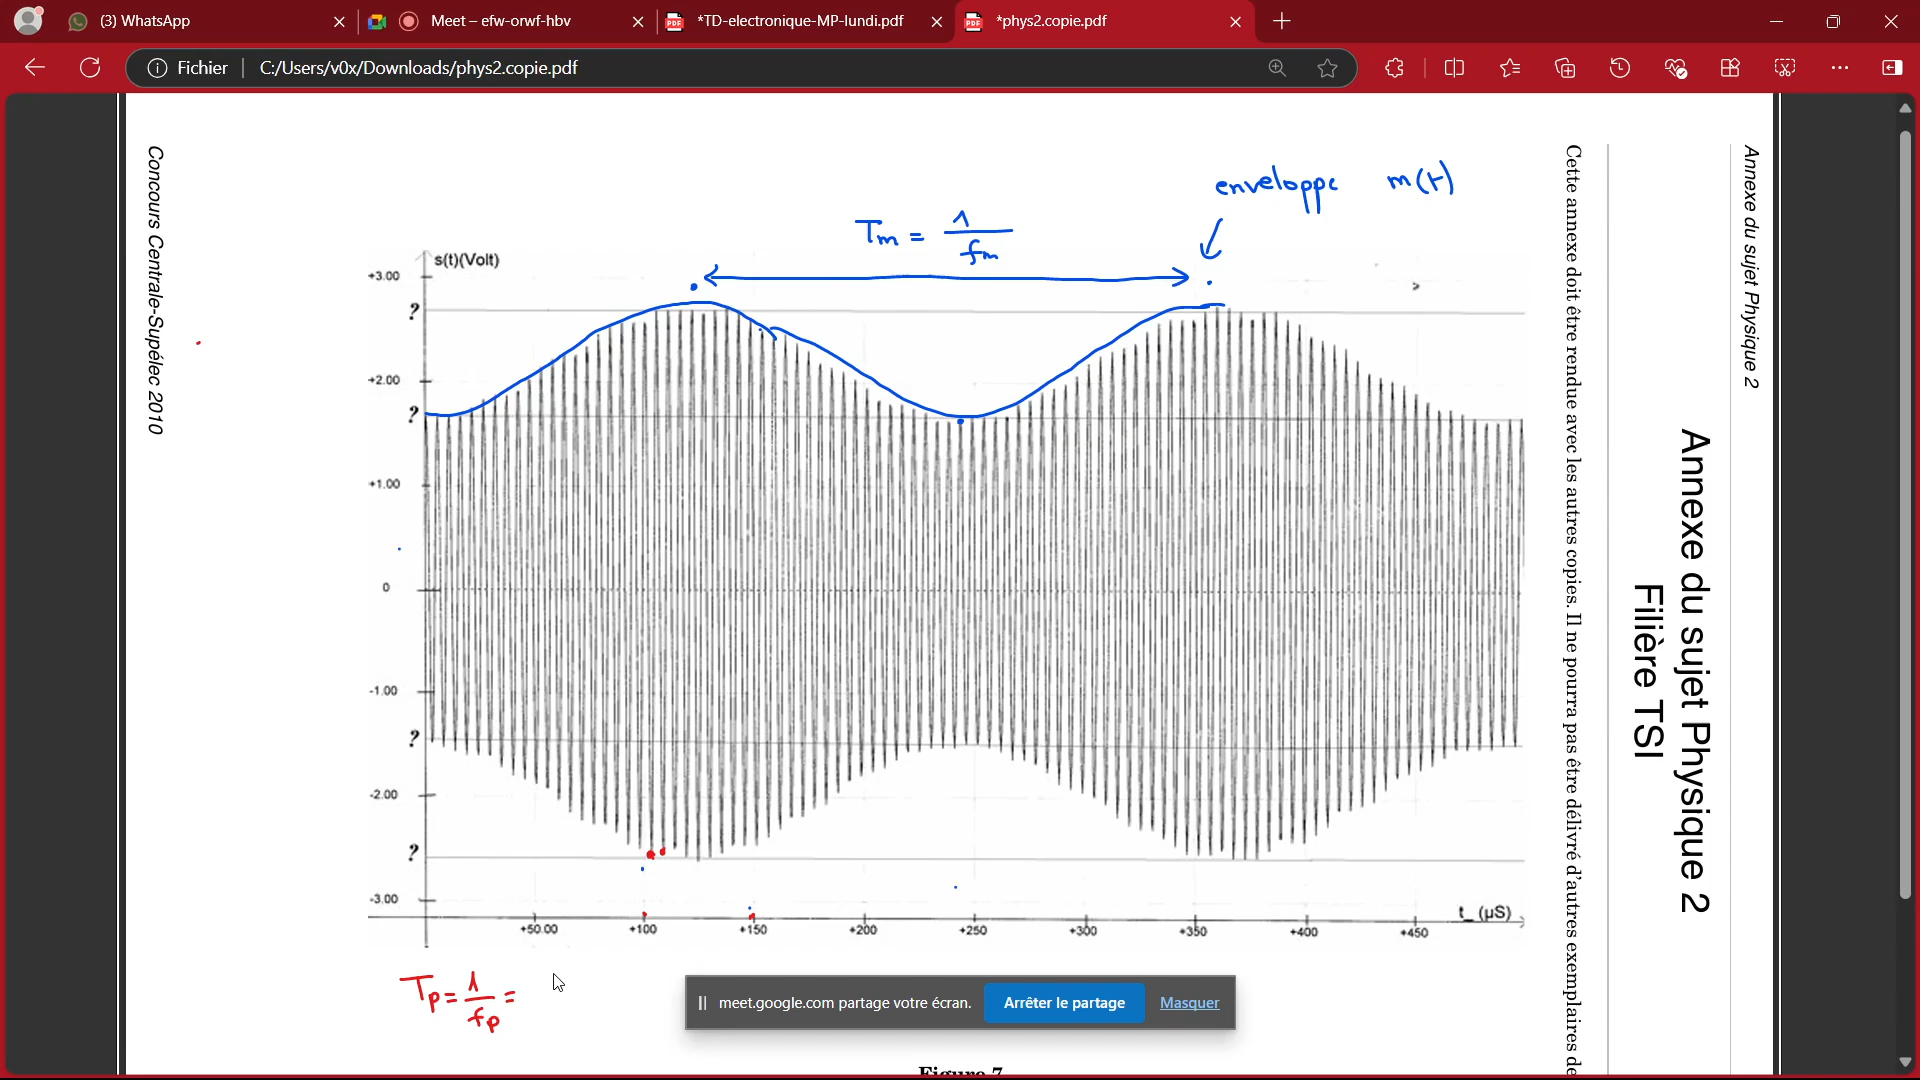 (3) WhatsApp
Meet – efw-orwf-hbv
*TD-electronique-MP-lundi.pdf
*phys2.copie.pdf
Fichier
C:/Users/v0x/Downloads/phys2.copie.pdf
Annexe du sujet Physique 2
Annexe du sujet Physique 2
Filière TSI
Cette annexe doit être rendue avec les autres copies. Il ne pourra pas être délivré d'autres exemplaires de
Concours Centrale-Supélec 2010
enveloppe m(t)
Tm = 1/fm
s(t)(Volt)
+3.00
?
+2.00
?
+1.00
0
-1.00
?
-2.00
?
-3.00
t_ (µS)
+50.00 +100 +150 +200 +250 +300 +350 +400 +450
Tp = 1/fp =
meet.google.com partage votre écran.
Arrêter le partage
Masquer
Figure 7